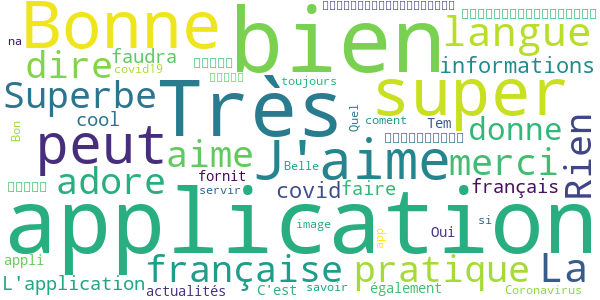 Bonne
bien
langue
dire
faudra
informations
na
covid19
Superbe
cool
Très
toujours
super
Quel
coment
Tem
donne
Bon
peut
aime
J'aime
Belle
merci
Rien
adore
fornit
servir
covid
faire
français
application
image
app
Oui
si
appli
L'application
française
actualités
C'est
savoir
pratique
également
La
Coronavirus